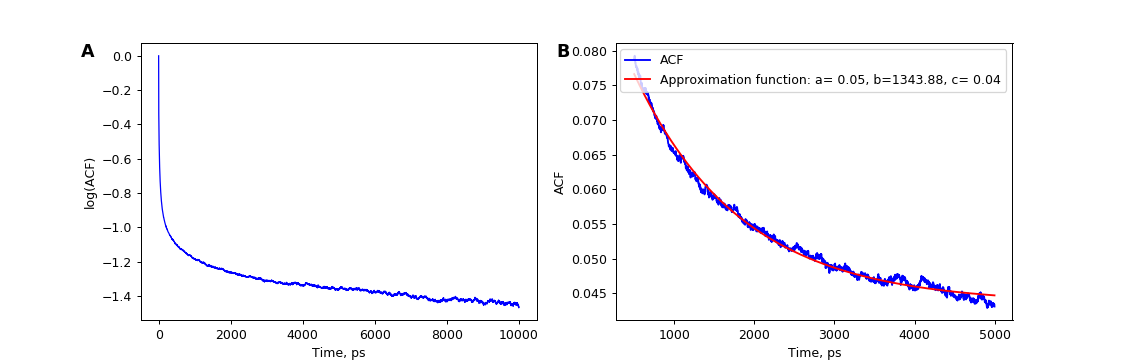 A
log(ACF)
0.0
−0.2
−0.4
−0.6
−0.8
−1.0
−1.2
−1.4
0 2000 4000 6000 8000 10000
Time, ps
B
ACF
0.080
0.075
0.070
0.065
0.060
0.055
0.050
0.045
ACF
Approximation function: a= 0.05, b=1343.88, c= 0.04
1000 2000 3000 4000 5000
Time, ps